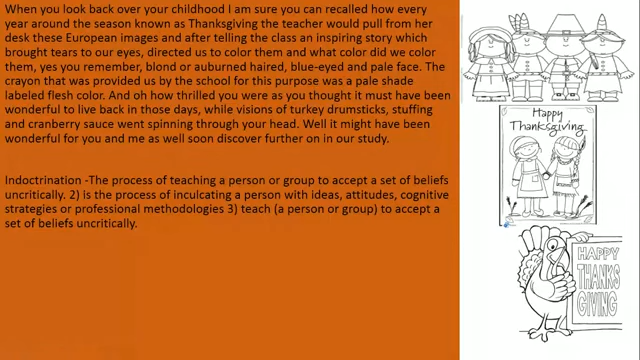 When you look back over your childhood I am sure you can recalled how every
year around the season known as Thanksgiving the teacher would pull from her
desk these European images and after telling the class an inspiring story which
brought tears to our eyes, directed us to color them and what color did we color
them, yes you remember, blond or auburned haired, blue-eyed and pale face. The
crayon that was provided us by the school for this purpose was a pale shade
labeled flesh color. And oh how thrilled you were as you thought it must have been
wonderful to live back in those days, while visions of turkey drumsticks, stuffing
and cranberry sauce went spinning through your head. Well it might have been
wonderful for you and me as well soon discover further on in our study.
Indoctrination -The process of teaching a person or group to accept a set of beliefs
uncritically. 2) is the process of inculcating a person with ideas, attitudes, cognitive
strategies or professional methodologies 3) teach (a person or group) to accept a
set of beliefs uncritically.
Happy
Thanksgiving
HAPPY
THANKS
GIVING